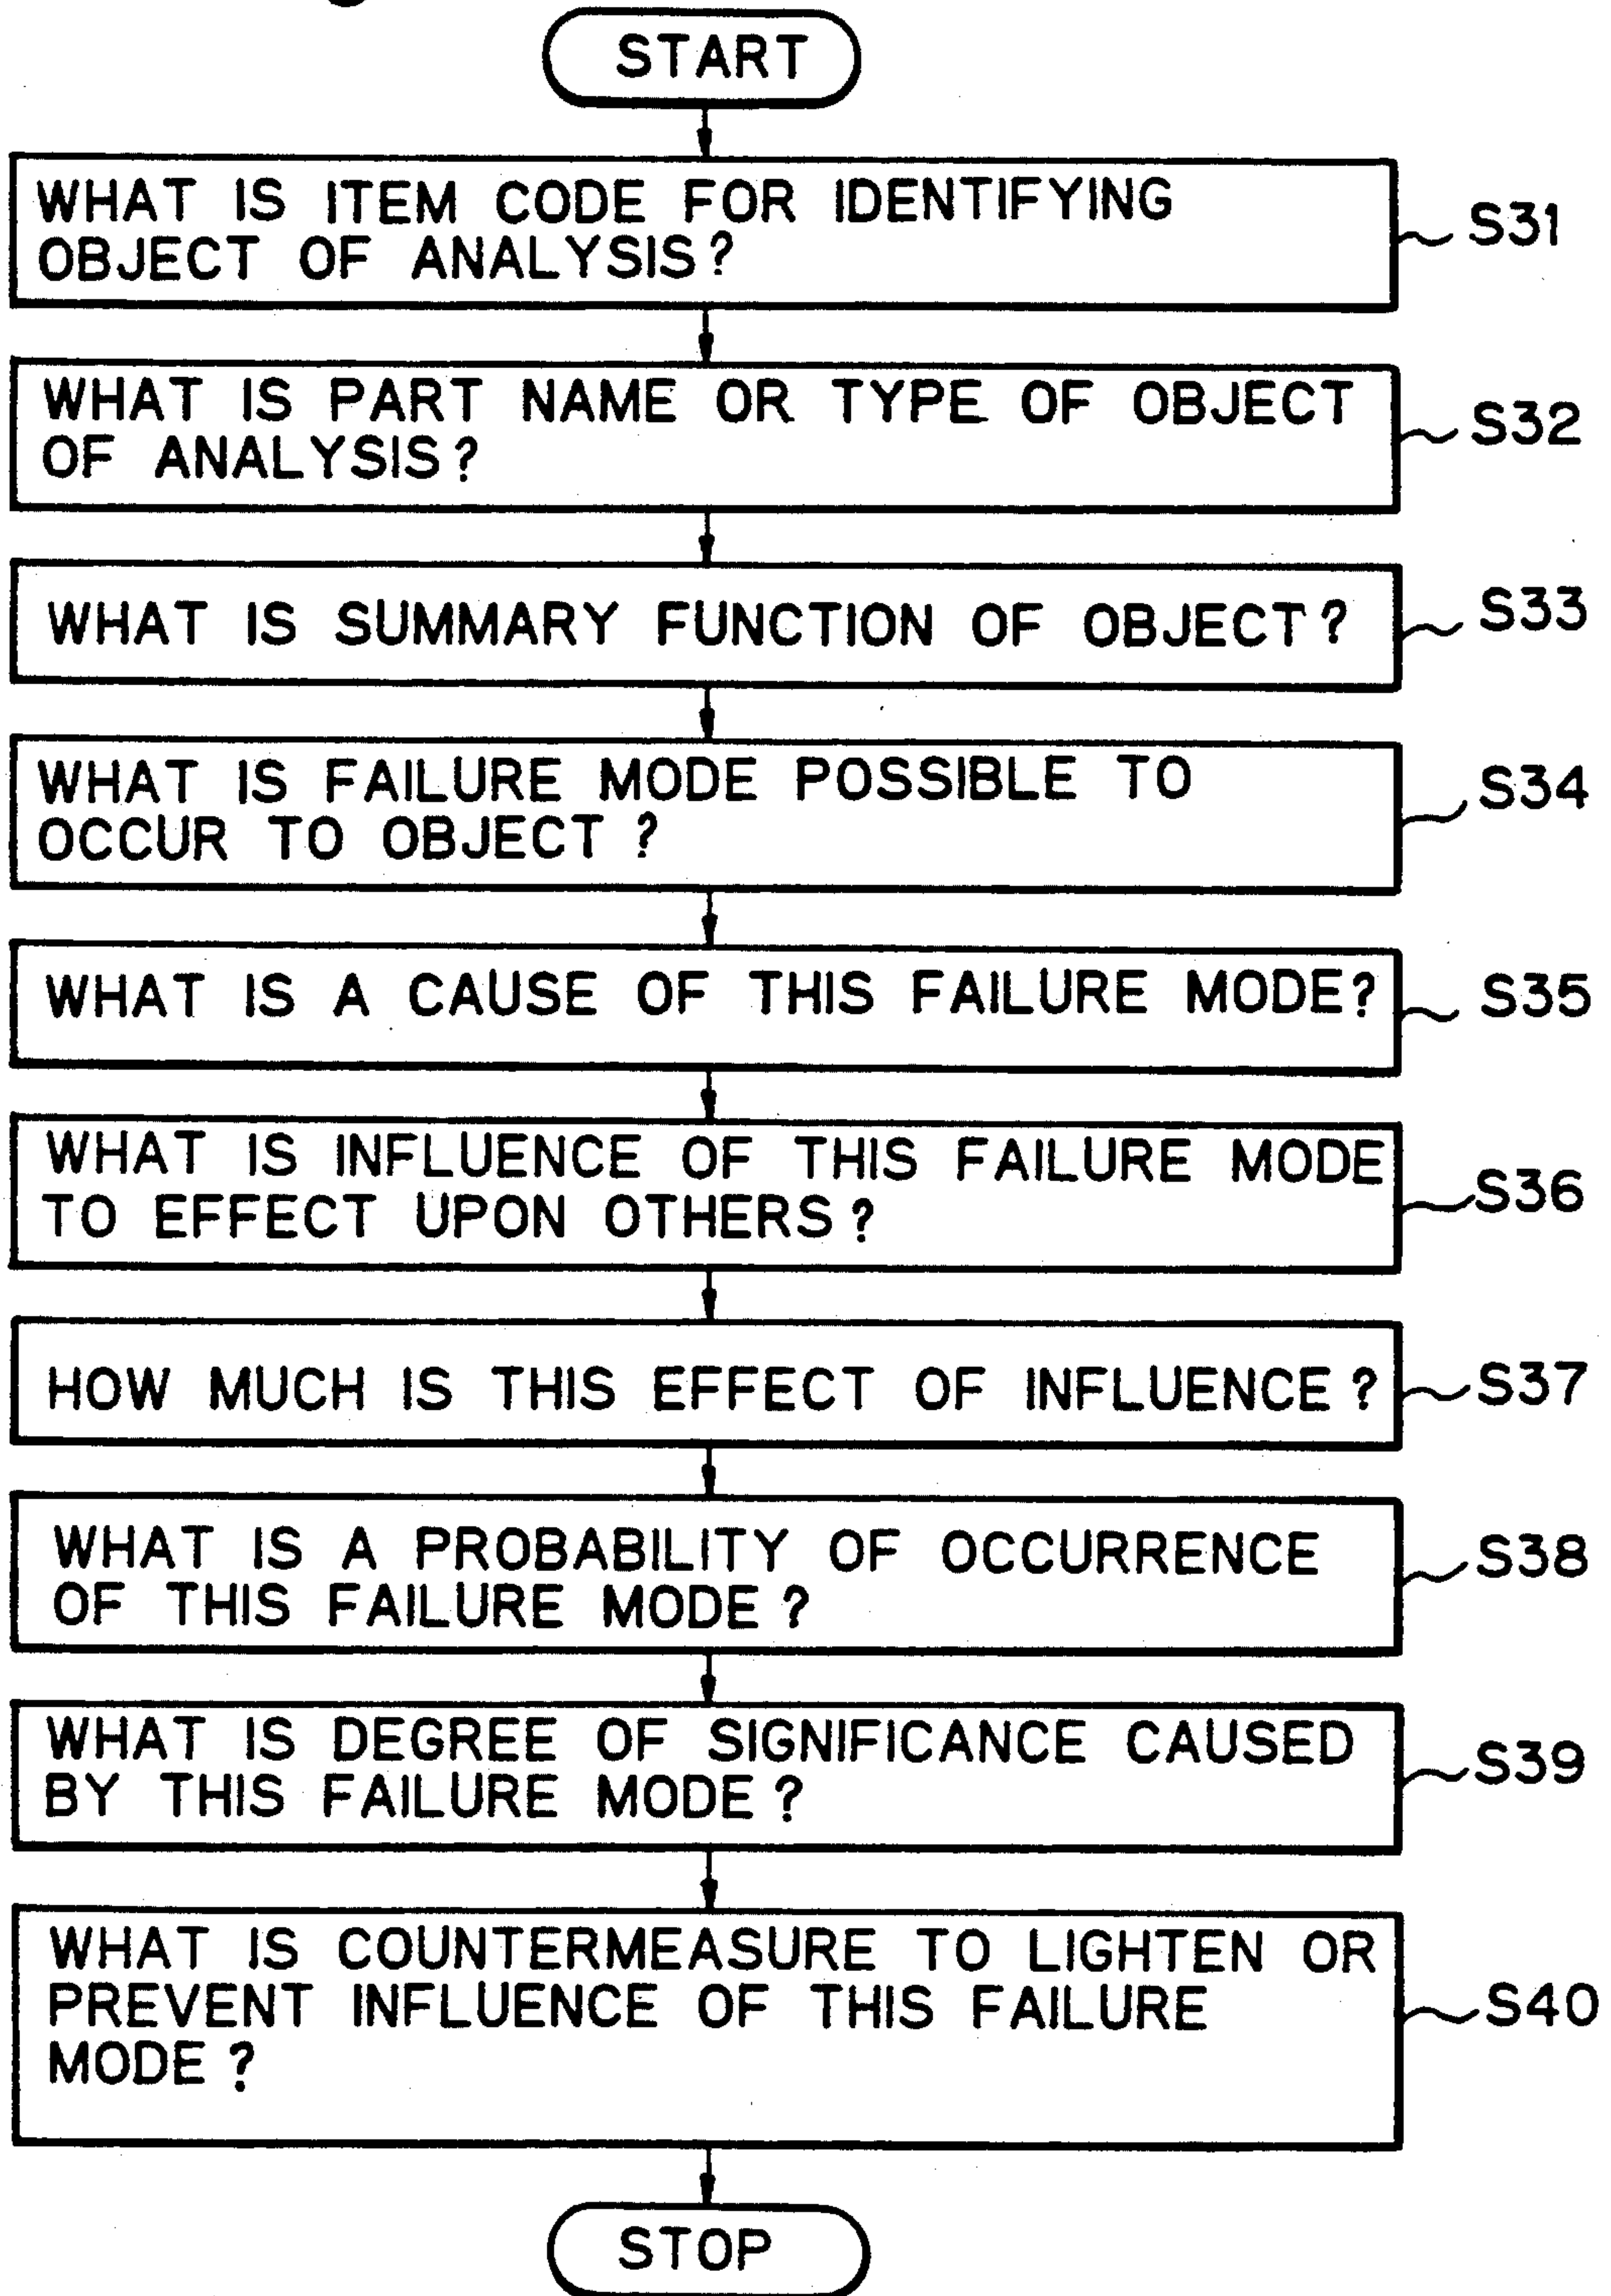 START
WHAT IS ITEM CODE FOR IDENTIFYING
OBJECT OF ANALYSIS?
S31
WHAT IS PART NAME OR TYPE OF OBJECT
OF ANALYSIS?
S32
WHAT IS SUMMARY FUNCTION OF OBJECT?
S33
WHAT IS FAILURE MODE POSSIBLE TO
OCCUR TO OBJECT ?
S34
WHAT IS A CAUSE OF THIS FAILURE MODE?
S35
WHAT IS INFLUENCE OF THIS FAILURE MODE
TO EFFECT UPON OTHERS ?
S36
HOW MUCH IS THIS EFFECT OF INFLUENCE ?
S37
WHAT IS A PROBABILITY OF OCCURRENCE
OF THIS FAILURE MODE ?
S38
WHAT IS DEGREE OF SIGNIFICANCE CAUSED
BY THIS FAILURE MODE ?
S39
WHAT IS COUNTERMEASURE TO LIGHTEN OR
PREVENT INFLUENCE OF THIS FAILURE
MODE ?
S40
STOP